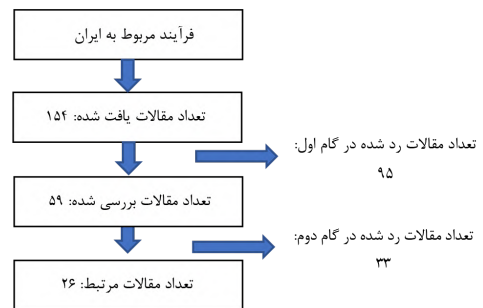 فرآیند مربوط به ایران
تعداد مقالات یافت شده: ۱۵۴
تعداد مقالات رد شده در گام اول:
۹۵
تعداد مقالات بررسی شده: ۵۹
تعداد مقالات رد شده در گام دوم:
۳۳
تعداد مقالات مرتبط: ۲۶